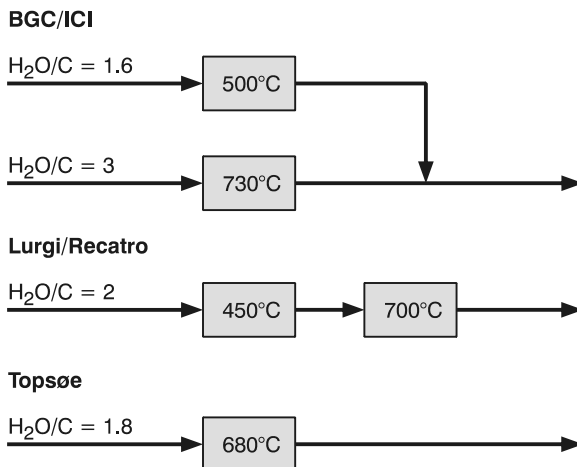 BGC/ICI
H₂O/C = 1.6
500°C
H₂O/C = 3
730°C
Lurgi/Recatro
H₂O/C = 2
450°C
700°C
Topsøe
H₂O/C = 1.8
680°C